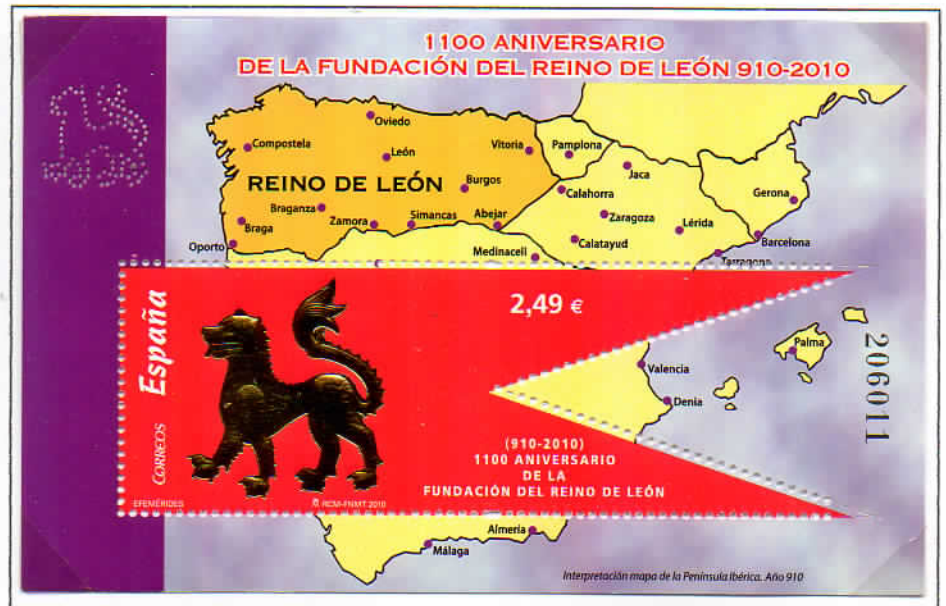 1100 ANIVERSARIO
DE LA FUNDACIÓN DEL REINO DE LEÓN 910-2010
Oviedo
Compostela
León
Vitoria
Pamplona
Jaca
REINO DE LEÓN
Burgos
Calahorra
Gerona
Braganza
Zamora
Simancas
Abejar
Zaragoza
Lérida
Braga
Oporto
Medinaceli
Calatayud
Barcelona
Tarragona
CORREOS España
2,49 €
(910-2010)
1100 ANIVERSARIO
DE LA
FUNDACIÓN DEL REINO DE LEÓN
EFEMÉRIDES
RCM-FNMT 2010
Valencia
Denia
Palma
206011
Almería
Málaga
Interpretación mapa de la Península Ibérica. Año 910